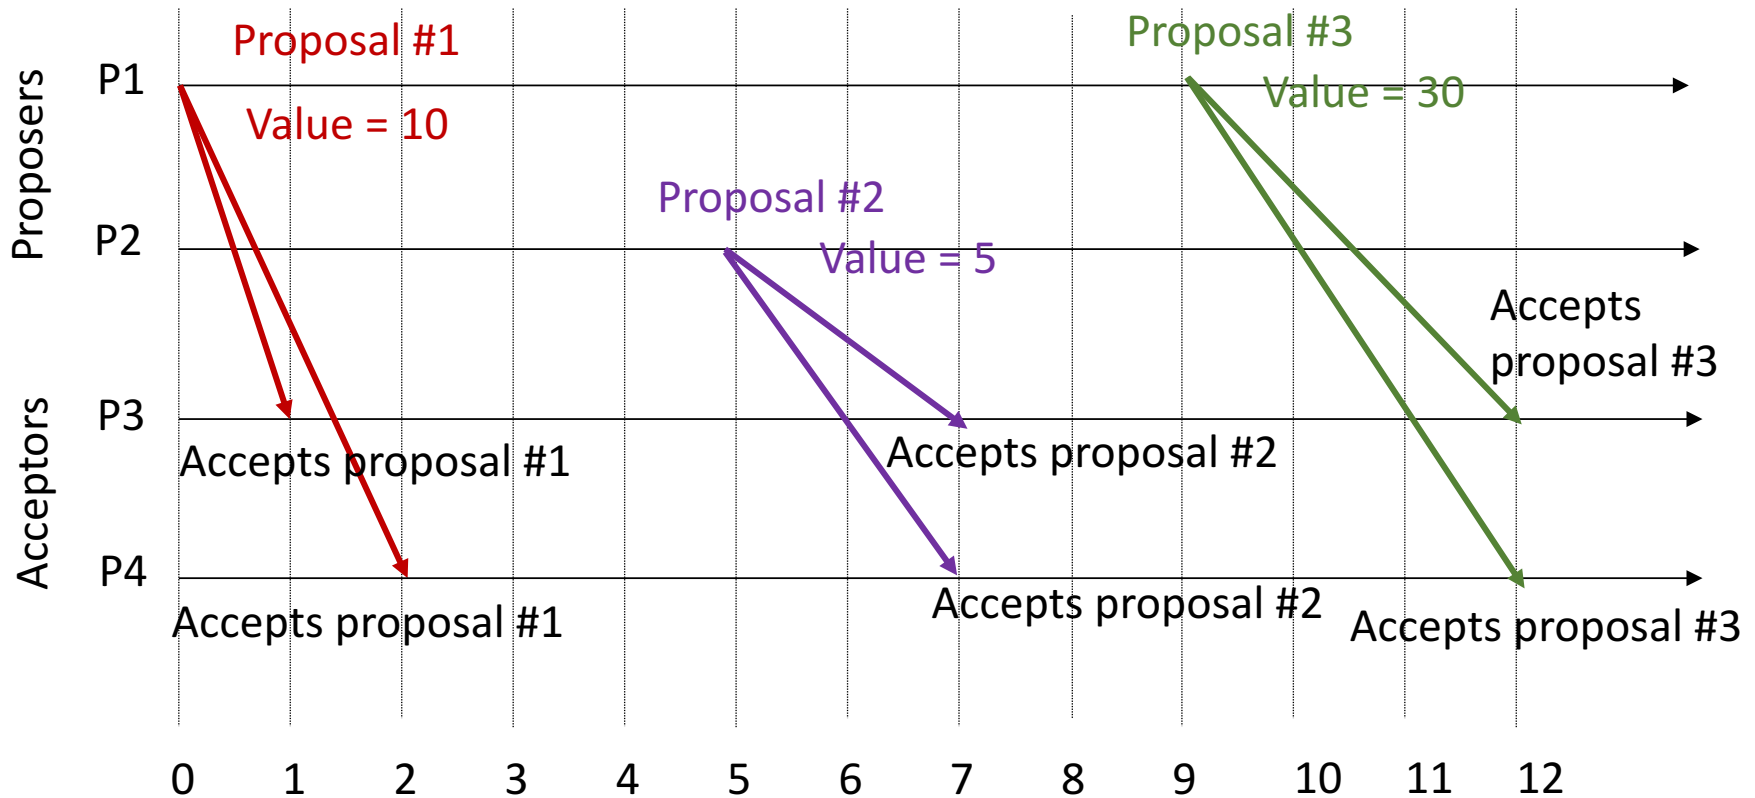 Proposers
Acceptors
P1
P2
P3
P4
Proposal #1
Value = 10
Proposal #2
Value = 5
Proposal #3
Value = 30
Accepts proposal #1
Accepts proposal #1
Accepts proposal #2
Accepts proposal #2
Accepts
proposal #3
Accepts proposal #3
0 1 2 3 4 5 6 7 8 9 10 11 12